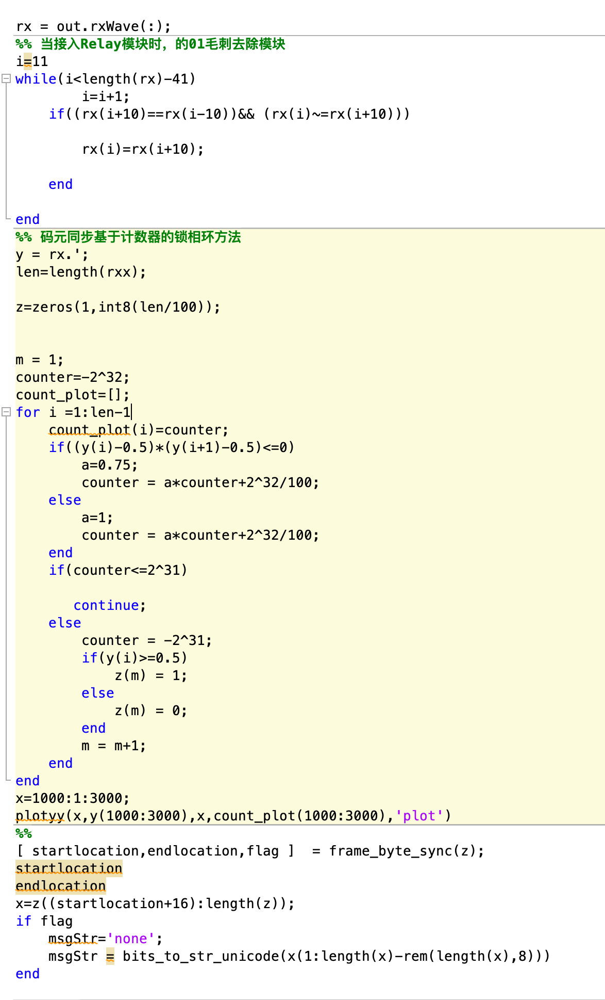 rx = out.rxWave(:);
%% 当接入Relay模块时，的01毛刺去除模块
i=11
while(i<length(rx)-41)
        i=i+1;
    if((rx(i+10)==rx(i-10))&& (rx(i)~=rx(i+10)))
        rx(i)=rx(i+10);
    end
end
%% 码元同步基于计数器的锁相环方法
y = rx.';
len=length(rxx);
z=zeros(1,int8(len/100));
m = 1;
counter=-2^32;
count_plot=[];
for i =1:len-1
    count_plot(i)=counter;
    if((y(i)-0.5)*(y(i+1)-0.5)<=0)
        a=0.75;
        counter = a*counter+2^32/100;
    else
        a=1;
        counter = a*counter+2^32/100;
    end
    if(counter<=2^31)
       continue;
    else
        counter = -2^31;
        if(y(i)>=0.5)
            z(m) = 1;
        else
            z(m) = 0;
        end
        m = m+1;
    end
end
x=1000:1:3000;
plotyy(x,y(1000:3000),x,count_plot(1000:3000),'plot')
%%
[ startlocation,endlocation,flag ]  = frame_byte_sync(z);
startlocation
endlocation
x=z((startlocation+16):length(z));
if flag
    msgStr='none';
    msgStr = bits_to_str_unicode(x(1:length(x)-rem(length(x),8)))
end